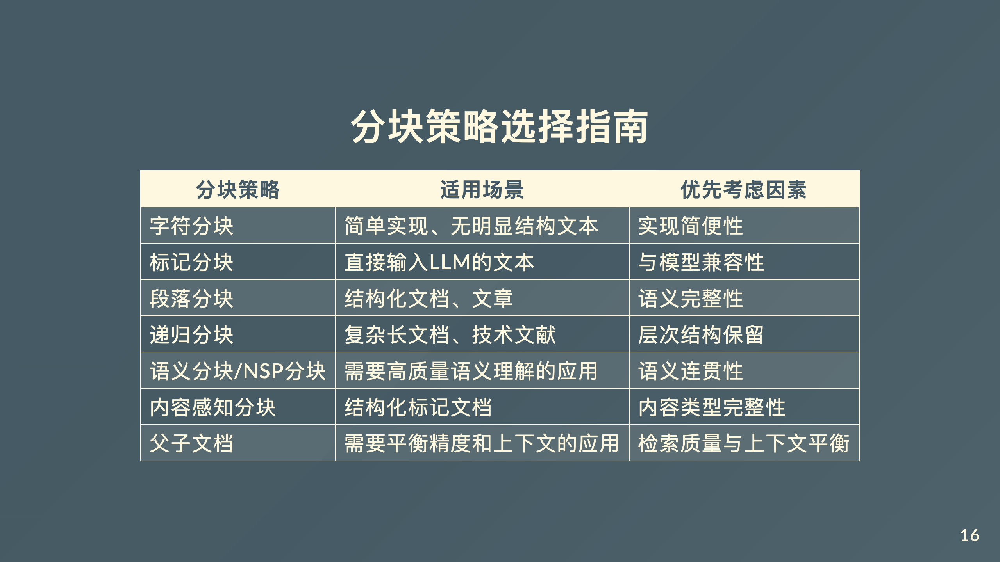 分块策略选择指南
分块策略 适用场景 优先考虑因素
字符分块 简单实现、无明显结构文本 实现简便性
标记分块 直接输入LLM的文本 与模型兼容性
段落分块 结构化文档、文章 语义完整性
递归分块 复杂长文档、技术文献 层次结构保留
语义分块/NSP分块 需要高质量语义理解的应用 语义连贯性
内容感知分块 结构化标记文档 内容类型完整性
父子文档 需要平衡精度和上下文的应用 检索质量与上下文平衡
16